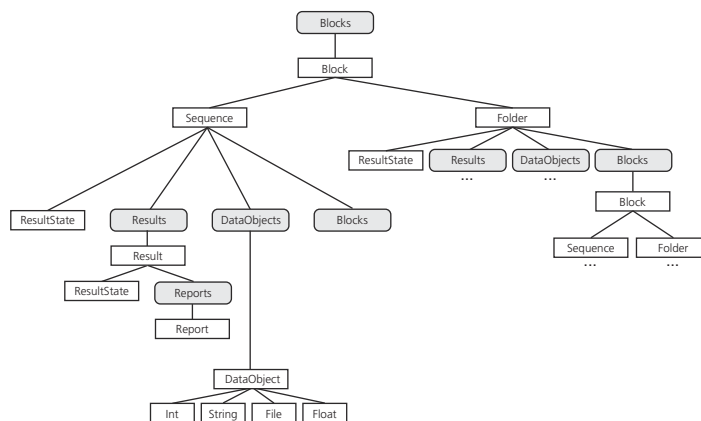 Blocks
Block
Sequence
Folder
ResultState
Results
DataObjects
Blocks
...
...
Block
ResultState
Results
DataObjects
Blocks
Sequence
Folder
...
...
Result
ResultState
Reports
Report
DataObject
Int
String
File
Float